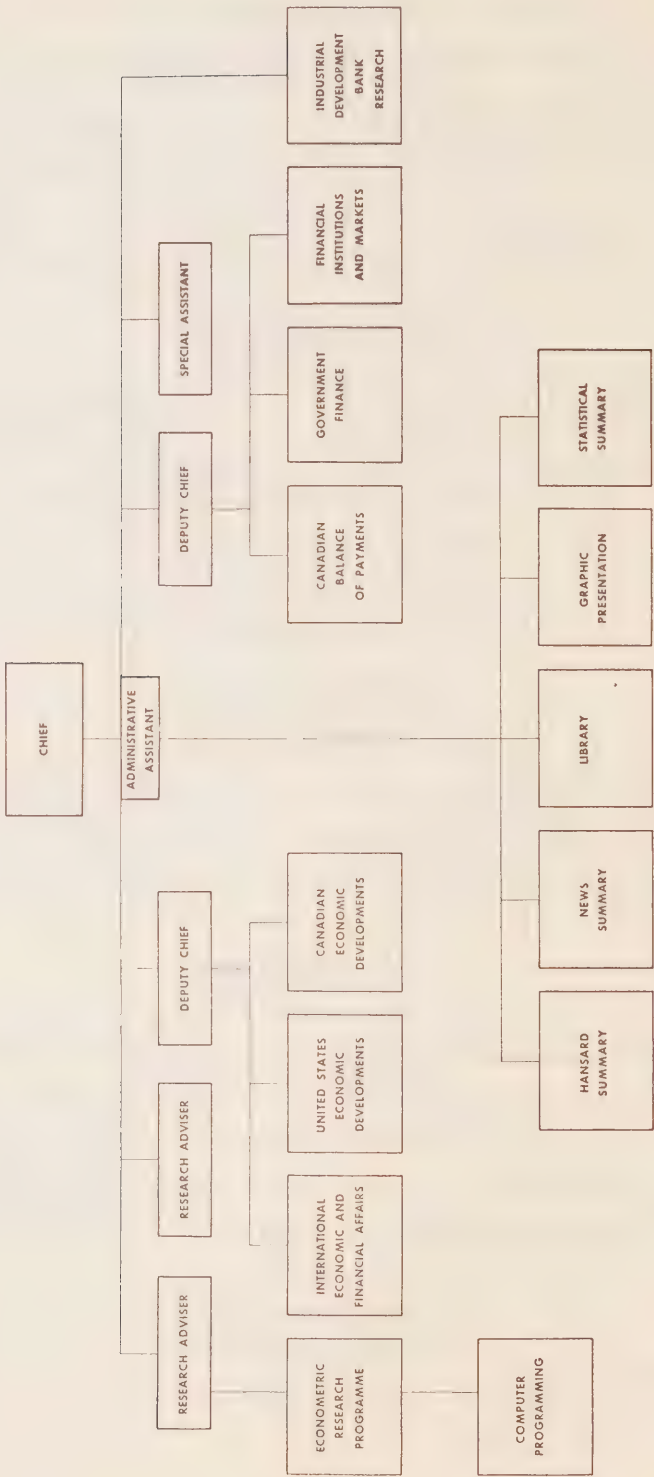 CHIEF
ADMINISTRATIVE
ASSISTANT
RESEARCH ADVISER
RESEARCH ADVISER
DEPUTY CHIEF
DEPUTY CHIEF
SPECIAL ASSISTANT
ECONOMETRIC
RESEARCH
PROGRAMME
INTERNATIONAL
ECONOMIC AND
FINANCIAL AFFAIRS
UNITED STATES
ECONOMIC
DEVELOPMENTS
CANADIAN
ECONOMIC
DEVELOPMENTS
CANADIAN
BALANCE
OF PAYMENTS
GOVERNMENT
FINANCE
FINANCIAL
INSTITUTIONS
AND MARKETS
INDUSTRIAL
DEVELOPMENT
BANK
RESEARCH
COMPUTER
PROGRAMMING
HANSARD
SUMMARY
NEWS
SUMMARY
LIBRARY
GRAPHIC
PRESENTATION
STATISTICAL
SUMMARY